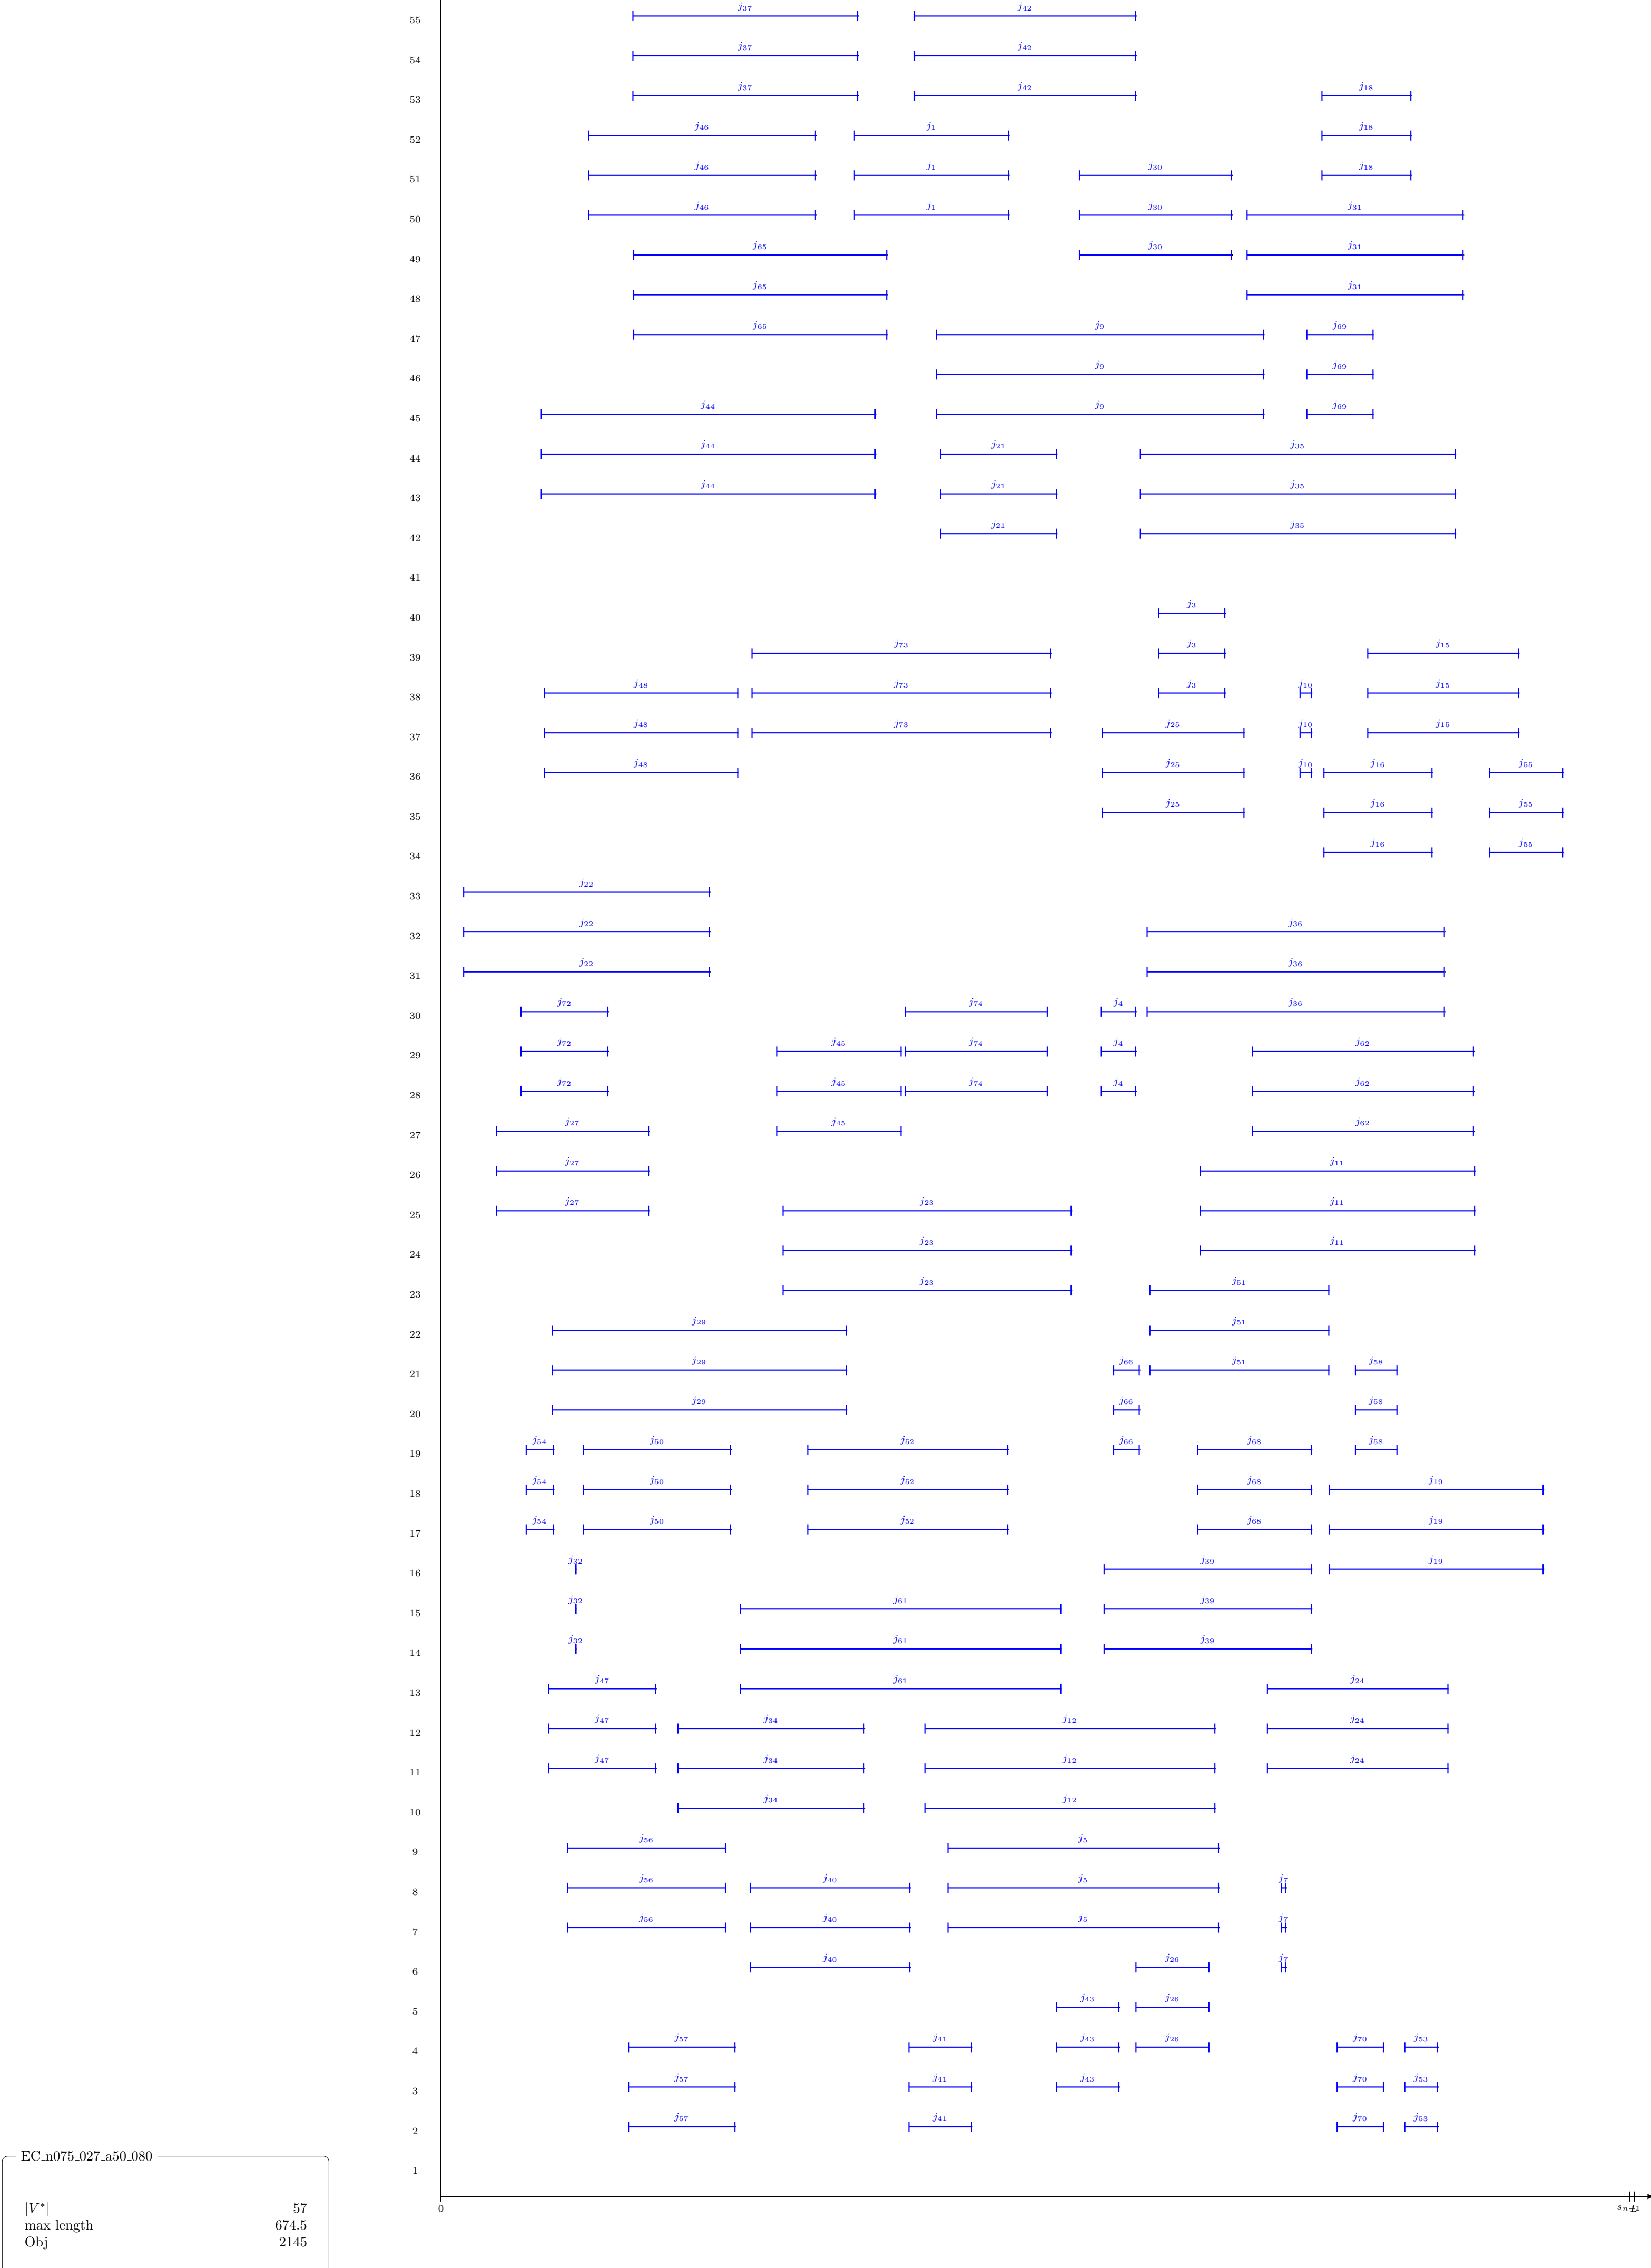 j37 j42
55
j37 j42
54
j37 j42 j18
53
j46 j1 j18
52
j46 j1 j30 j18
51
j46 j1 j30 j31
50
j65 j30 j31
49
j65 j31
48
j65 j9 j69
47
j9 j69
46
j44 j9 j69
45
j44 j21 j35
44
j44 j21 j35
43
j21 j35
42
41
j3
40
j73 j3 j15
39
j48 j73 j3 j10 j15
38
j48 j73 j25 j10 j15
37
j48 j25 j10 j16 j55
36
j25 j16 j55
35
j16 j55
34
j22
33
j22 j36
32
j22 j36
31
j72 j74 j4 j36
30
j72 j45 j74 j4 j62
29
j72 j45 j74 j4 j62
28
j27 j45 j62
27
j27 j11
26
j27 j23 j11
25
j23 j11
24
j23 j51
23
j29 j51
22
j29 j66 j51 j58
21
j29 j66 j58
20
j54 j50 j52 j66 j68 j58
19
j54 j50 j52 j68 j19
18
j54 j50 j52 j68 j19
17
j32 j39 j19
16
j32 j61 j39
15
j32 j61 j39
14
j47 j61 j24
13
j47 j34 j12 j24
12
j47 j34 j12 j24
11
j34 j12
10
j56 j5
9
j56 j40 j5 j7
8
j56 j40 j5 j7
7
j40 j26 j7
6
j43 j26
5
j57 j41 j43 j26 j70 j53
4
j57 j41 j43 j70 j53
3
j57 j41 j70 j53
2
1
0
EC_n075_027_a50_080
|V*| 57
max length 674.5
Obj 2145